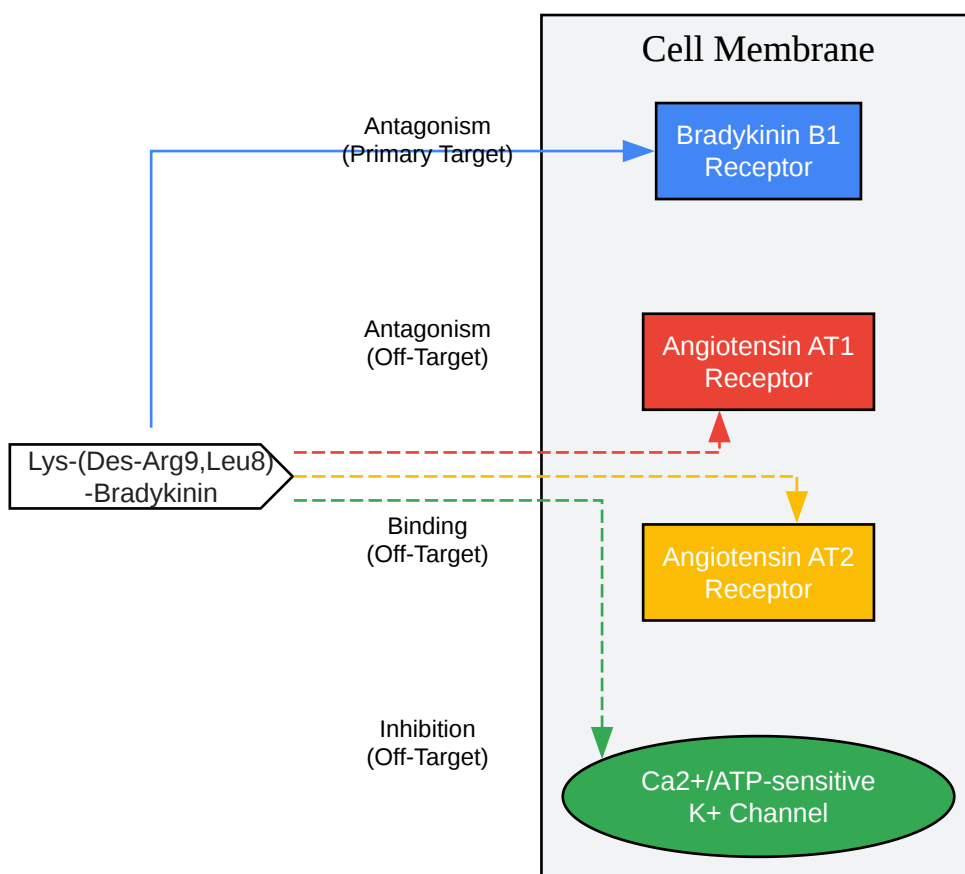 Cell Membrane
Antagonism
(Primary Target)
Bradykinin B1
Receptor
Antagonism
(Off-Target)
Angiotensin AT1
Receptor
Lys-(Des-Arg9,Leu8)
-Bradykinin
Binding
(Off-Target)
Angiotensin AT2
Receptor
Inhibition
(Off-Target)
Ca2+/ATP-sensitive
K+ Channel